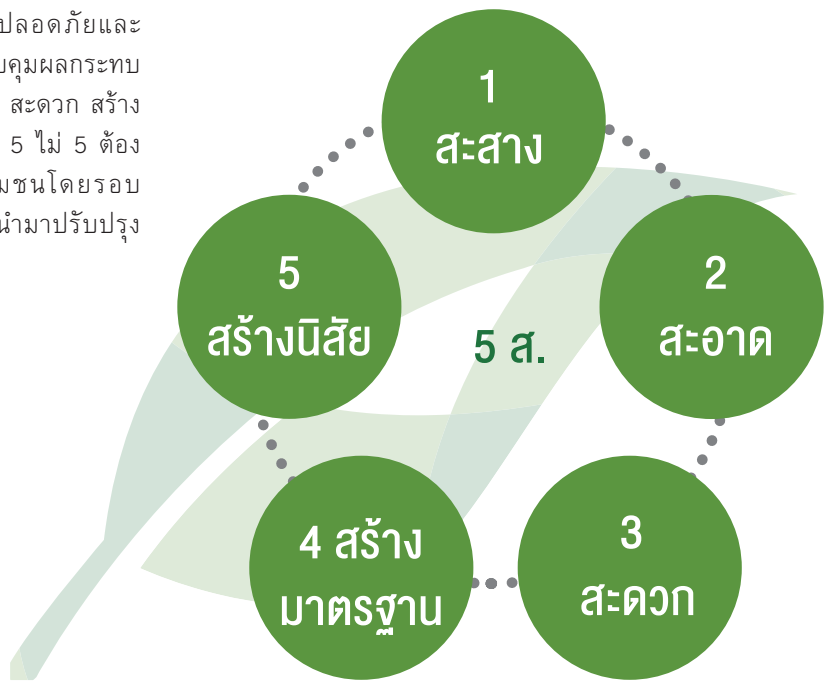 ปลอดภัยและ
บคุมผลกระทบ
สะดวก สร้าง
5 ไม่ 5 ต้อง
มชนโดยรอบ
นำมาปรับปรุง
1
สะสาง
2
สะอาด
3
สะดวก
4 สร้าง
มาตรฐาน
5
สร้างนิสัย
5 ส.